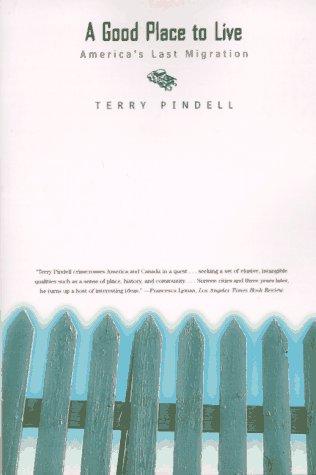 A Good Place to Live
America's Last Migration
TERRY PINDELL
"Terry Pindell crisscrosses America and Canada in a quest . . . seeking a set of elusive, intangible
qualities such as a sense of place, history, and community. . . . Sixteen cities and three years later,
he turns up a host of interesting ideas." —Francesca Lyman, Los Angeles Times Book Review